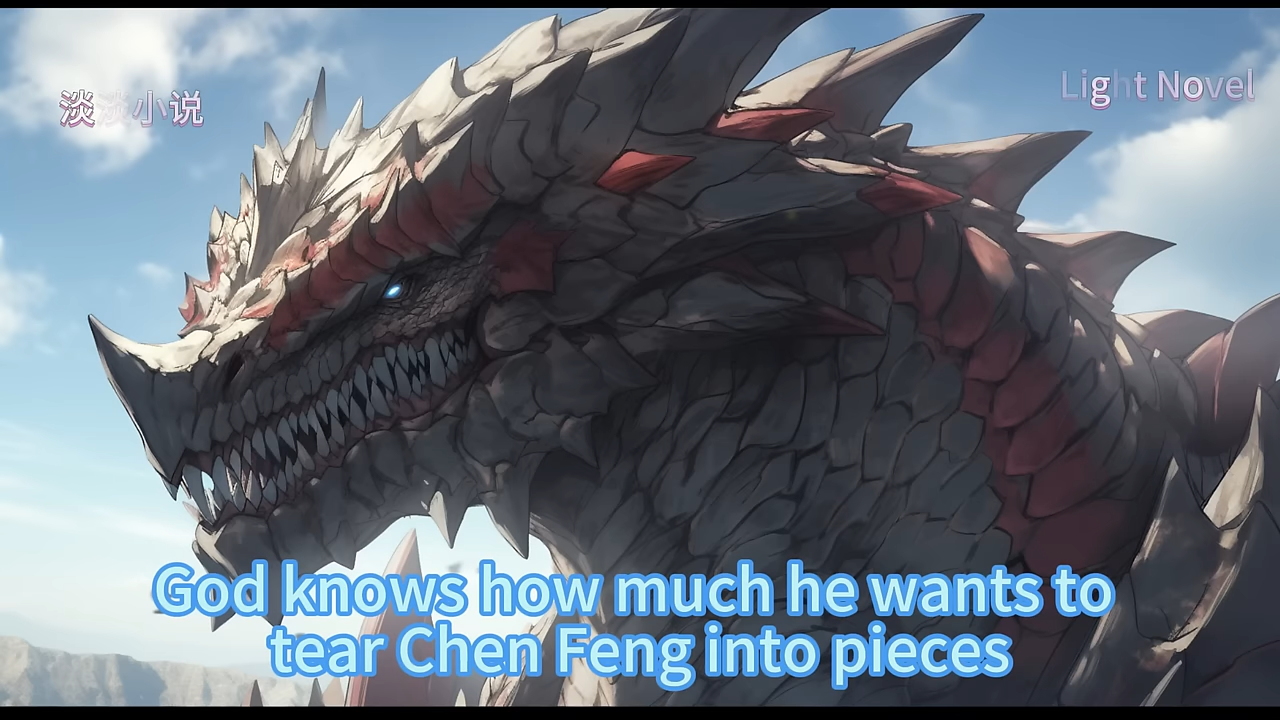 淡淡小说
Light Novel
God knows how much he wants to
tear Chen Feng into pieces